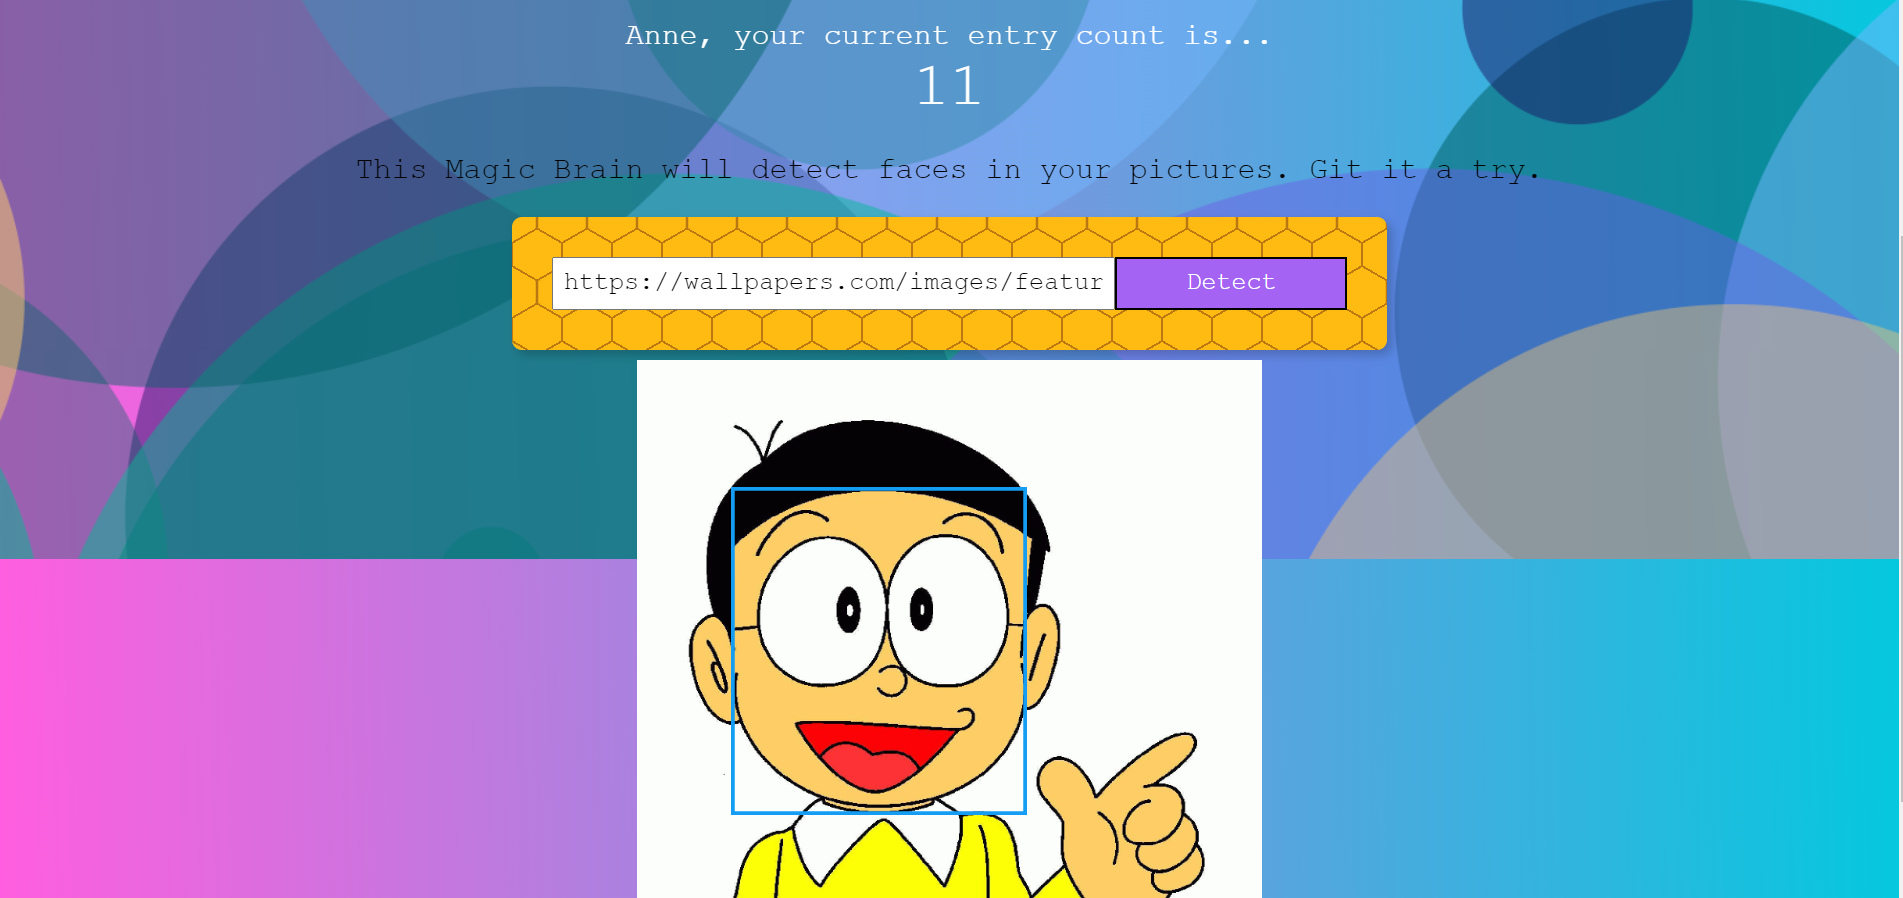 Anne, your current entry count is...
11
This Magic Brain will detect faces in your pictures. Git it a try.
https://wallpapers.com/images/featur Detect